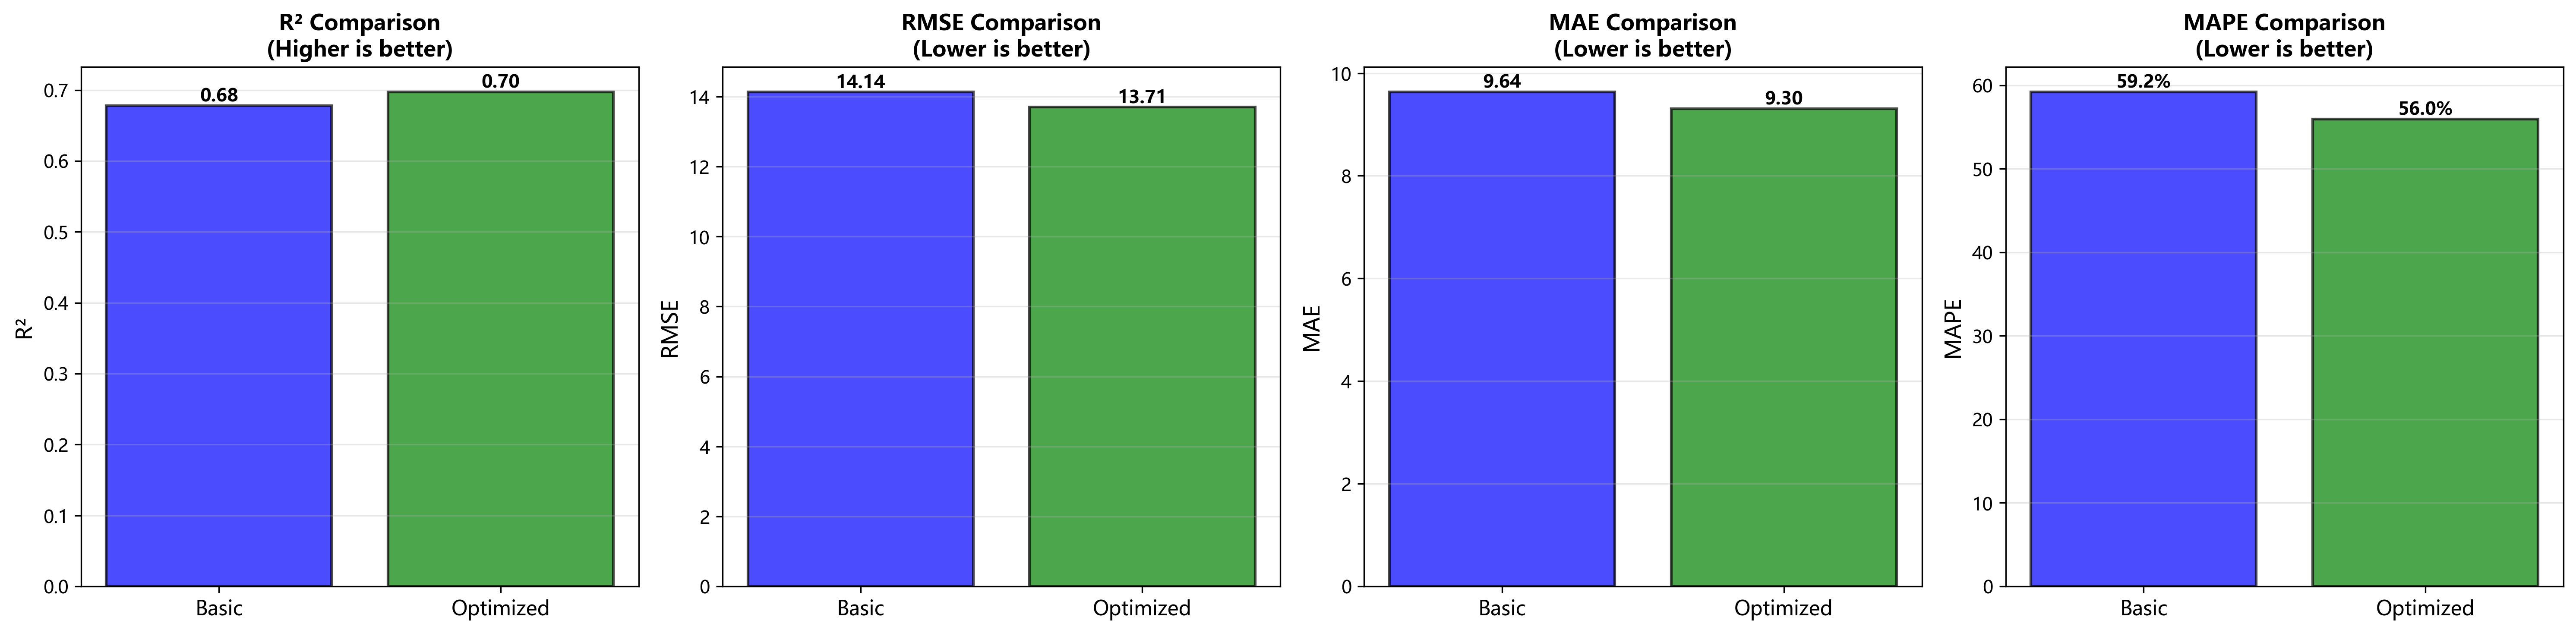 R² Comparison
(Higher is better)
R²
0.7
0.6
0.5
0.4
0.3
0.2
0.1
0.0
0.68
0.70
Basic
Optimized
RMSE Comparison
(Lower is better)
RMSE
14
12
10
8
6
4
2
0
14.14
13.71
Basic
Optimized
MAE Comparison
(Lower is better)
MAE
10
8
6
4
2
0
9.64
9.30
Basic
Optimized
MAPE Comparison
(Lower is better)
MAPE
60
50
40
30
20
10
0
59.2%
56.0%
Basic
Optimized